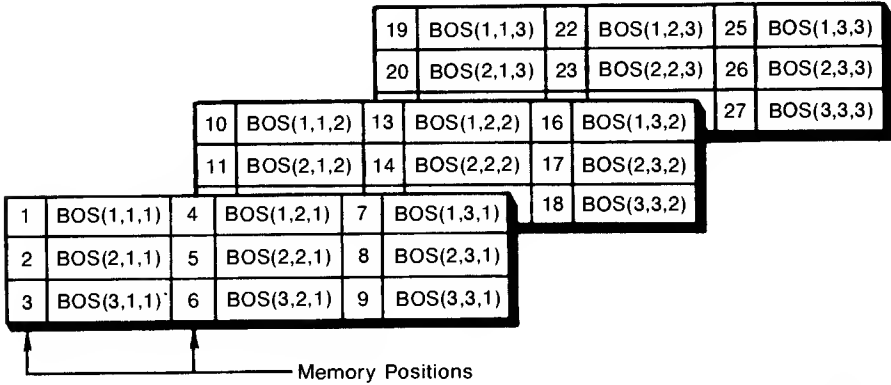 19 BOS(1,1,3) 22 BOS(1,2,3) 25 BOS(1,3,3)
20 BOS(2,1,3) 23 BOS(2,2,3) 26 BOS(2,3,3)
27 BOS(3,3,3)
10 BOS(1,1,2) 13 BOS(1,2,2) 16 BOS(1,3,2)
11 BOS(2,1,2) 14 BOS(2,2,2) 17 BOS(2,3,2)
18 BOS(3,3,2)
1 BOS(1,1,1) 4 BOS(1,2,1) 7 BOS(1,3,1)
2 BOS(2,1,1) 5 BOS(2,2,1) 8 BOS(2,3,1)
3 BOS(3,1,1) 6 BOS(3,2,1) 9 BOS(3,3,1)
Memory Positions